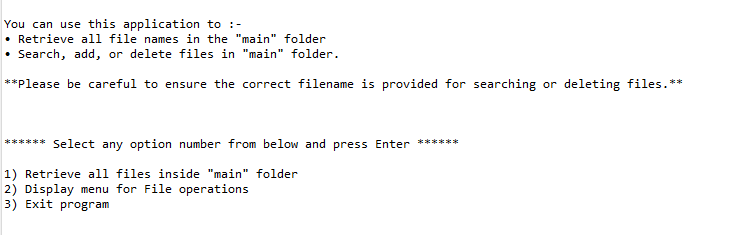 You can use this application to :-
• Retrieve all file names in the "main" folder
• Search, add, or delete files in "main" folder.
**Please be careful to ensure the correct filename is provided for searching or deleting files.**
****** Select any option number from below and press Enter ******
1) Retrieve all files inside "main" folder
2) Display menu for File operations
3) Exit program